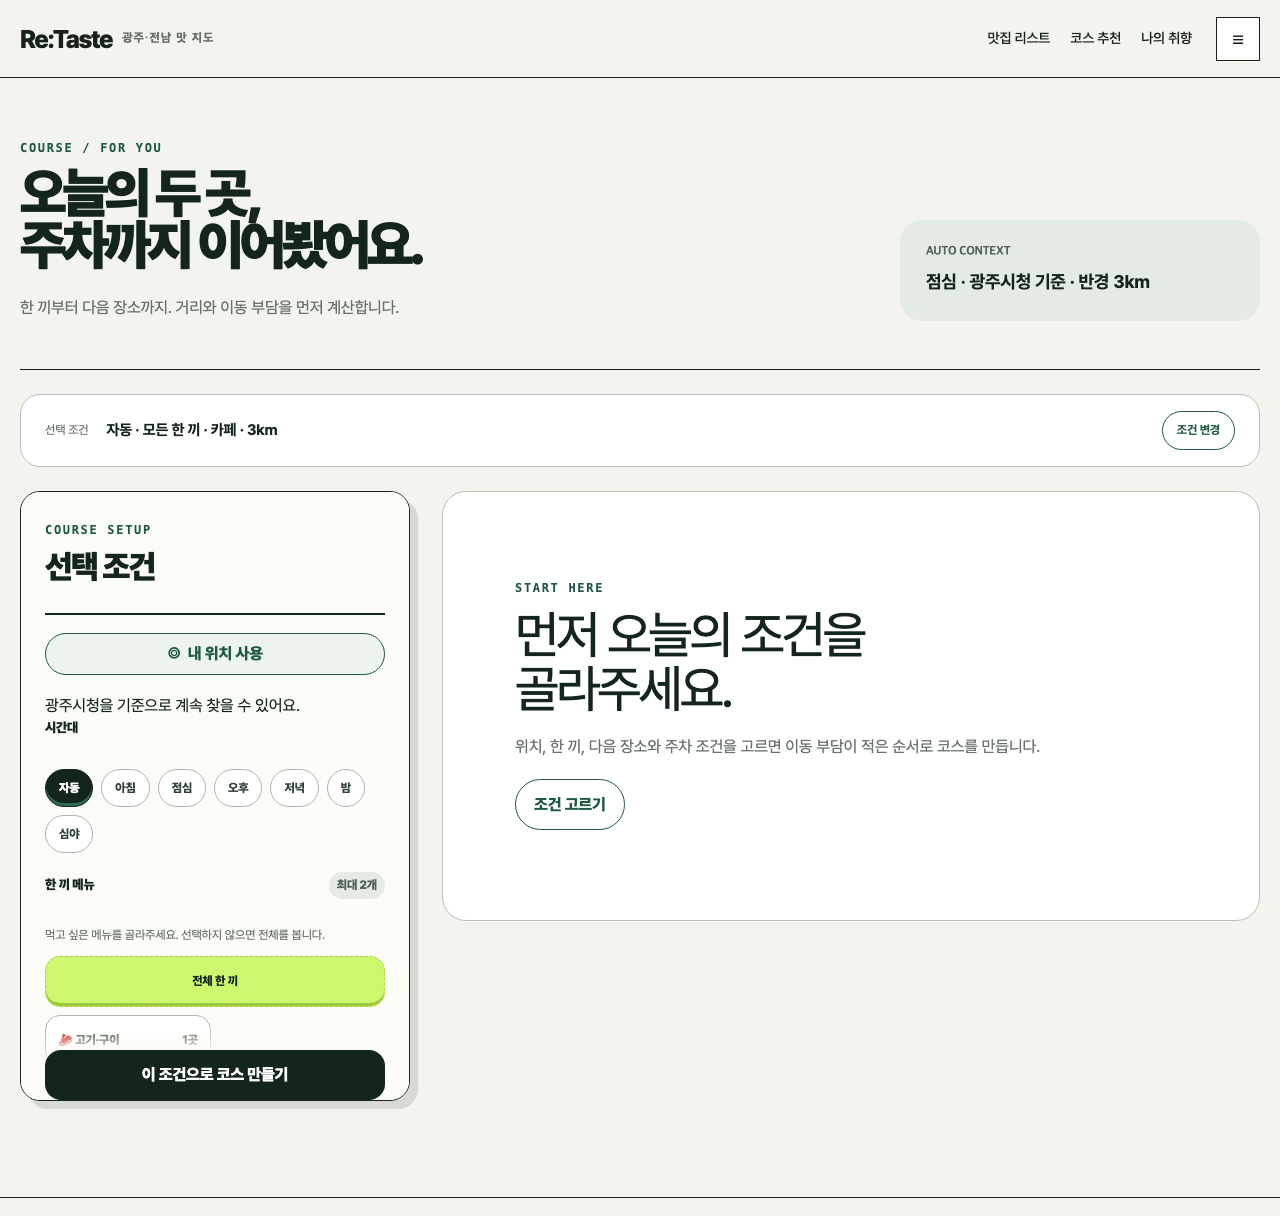 Re:Taste 광주·전남 맛 지도
맛집 리스트 코스 추천 나의 취향
COURSE / FOR YOU
오늘의 두 곳,
주차까지 이어봤어요.
한 끼부터 다음 장소까지. 거리와 이동 부담을 먼저 계산합니다.
AUTO CONTEXT
점심 · 광주시청 기준 · 반경 3km
선택 조건 자동 · 모든 한 끼 · 카페 · 3km
조건 변경
COURSE SETUP
선택 조건
◎ 내 위치 사용
광주시청을 기준으로 계속 찾을 수 있어요.
시간대
자동 아침 점심 오후 저녁 밤
심야
한 끼 메뉴 최대 2개
먹고 싶은 메뉴를 골라주세요. 선택하지 않으면 전체를 봅니다.
전체 한 끼
고기·구이 1곳
이 조건으로 코스 만들기
START HERE
먼저 오늘의 조건을
골라주세요.
위치, 한 끼, 다음 장소와 주차 조건을 고르면 이동 부담이 적은 순서로 코스를 만듭니다.
조건 고르기